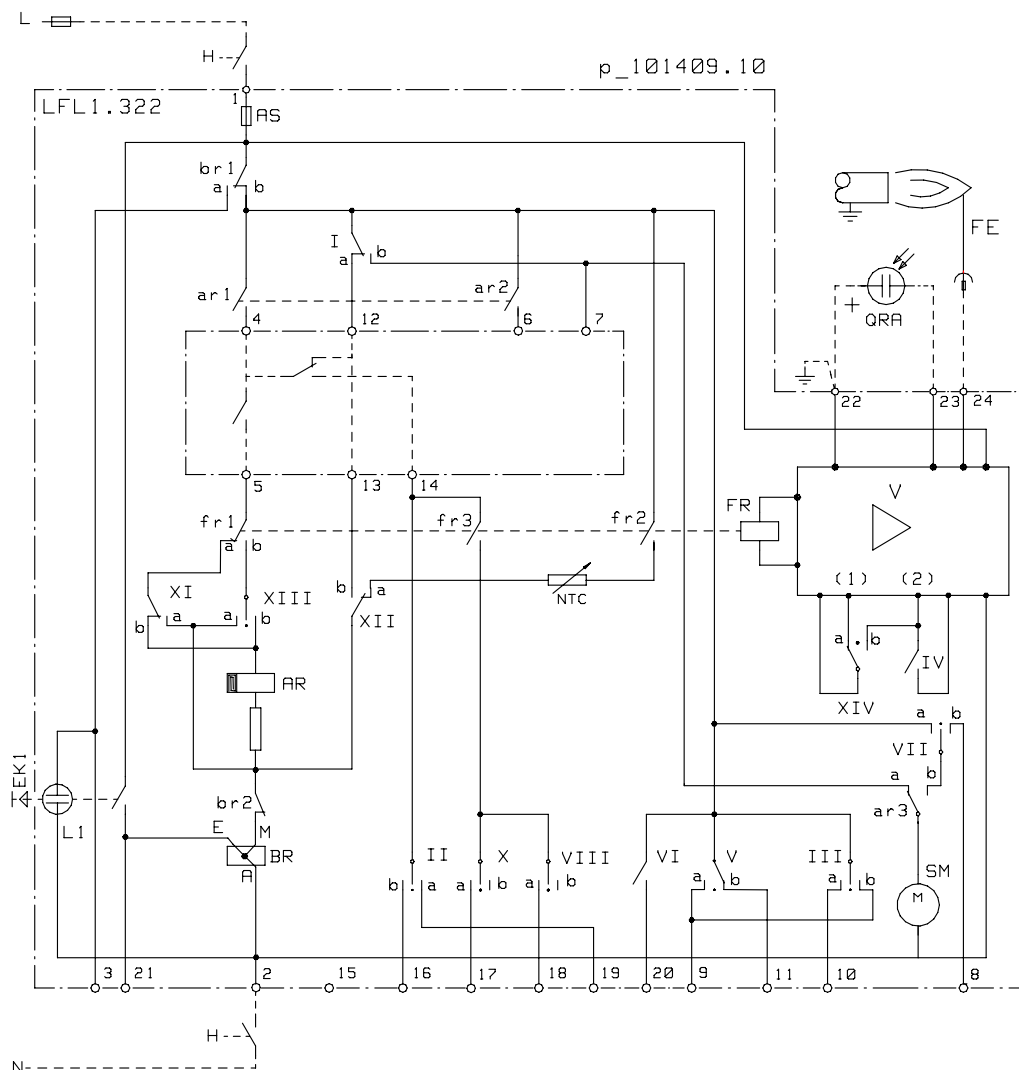 L
H
p_101409.10
LFL1.322
1
AS
br1
a b
FE
I
a b
ar1
ar2
+
QRA
4 12 6 7
22 23 24
5 13 14
V
FR
fr1
fr3
fr2
a b
(1) (2)
XI
XIII
b a
NTC
b a a b
XII
a b
IV
AR
XIV
a b
VII
EK1
a b
br2
ar3
L1
E M
BR
A
II X VIII VI V III SM
b a a b a b a b a b
M
3 21 2 15 16 17 18 19 20 9 11 10 8
H
N